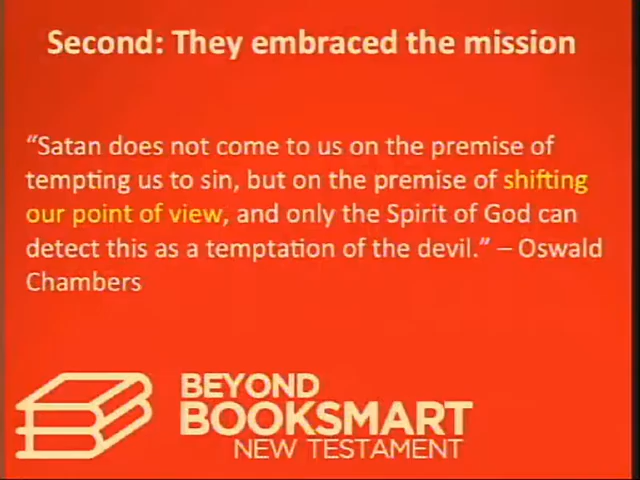 Second: They embraced the mission
“Satan does not come to us on the premise of
tempting us to sin, but on the premise of shifting
our point of view, and only the Spirit of God can
detect this as a temptation of the devil.” – Oswald
Chambers
BEYOND
BOOKSMART
NEW TESTAMENT